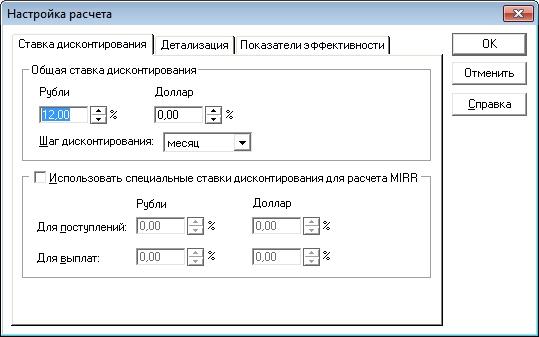 Настройка расчета
Ставка дисконтирования Детализация Показатели эффективности
OK
Отменить
Справка
Общая ставка дисконтирования
Рубли Доллар
12,00 % 0,00 %
Шаг дисконтирования: месяц
Использовать специальные ставки дисконтирования для расчета MIRR
Рубли Доллар
Для поступлений: 0,00 % 0,00 %
Для выплат: 0,00 % 0,00 %